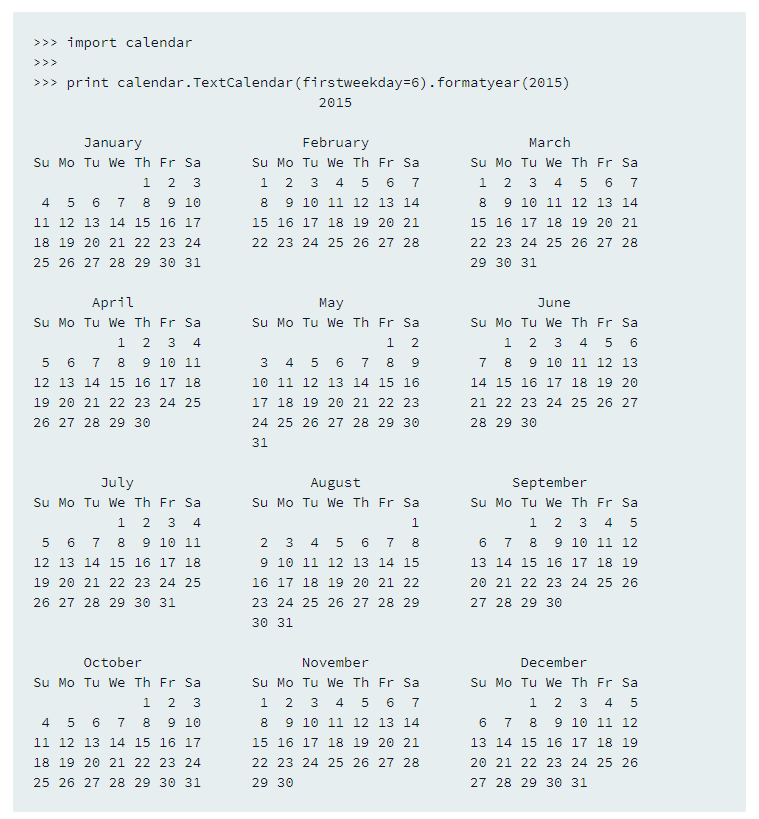 >>> import calendar
>>>
>>> print calendar.TextCalendar(firstweekday=6).formatyear(2015)
                                  2015

      January                   February                   March
Su Mo Tu We Th Fr Sa      Su Mo Tu We Th Fr Sa      Su Mo Tu We Th Fr Sa
             1  2  3       1  2  3  4  5  6  7       1  2  3  4  5  6  7
 4  5  6  7  8  9 10       8  9 10 11 12 13 14       8  9 10 11 12 13 14
11 12 13 14 15 16 17      15 16 17 18 19 20 21      15 16 17 18 19 20 21
18 19 20 21 22 23 24      22 23 24 25 26 27 28      22 23 24 25 26 27 28
25 26 27 28 29 30 31                                29 30 31

       April                      May                       June
Su Mo Tu We Th Fr Sa      Su Mo Tu We Th Fr Sa      Su Mo Tu We Th Fr Sa
          1  2  3  4                      1  2          1  2  3  4  5  6
 5  6  7  8  9 10 11       3  4  5  6  7  8  9       7  8  9 10 11 12 13
12 13 14 15 16 17 18      10 11 12 13 14 15 16      14 15 16 17 18 19 20
19 20 21 22 23 24 25      17 18 19 20 21 22 23      21 22 23 24 25 26 27
26 27 28 29 30            24 25 26 27 28 29 30      28 29 30
                          31

        July                     August                  September
Su Mo Tu We Th Fr Sa      Su Mo Tu We Th Fr Sa      Su Mo Tu We Th Fr Sa
          1  2  3  4                         1             1  2  3  4  5
 5  6  7  8  9 10 11       2  3  4  5  6  7  8       6  7  8  9 10 11 12
12 13 14 15 16 17 18       9 10 11 12 13 14 15      13 14 15 16 17 18 19
19 20 21 22 23 24 25      16 17 18 19 20 21 22      20 21 22 23 24 25 26
26 27 28 29 30 31         23 24 25 26 27 28 29      27 28 29 30
                          30 31

      October                   November                  December
Su Mo Tu We Th Fr Sa      Su Mo Tu We Th Fr Sa      Su Mo Tu We Th Fr Sa
             1  2  3       1  2  3  4  5  6  7             1  2  3  4  5
 4  5  6  7  8  9 10       8  9 10 11 12 13 14       6  7  8  9 10 11 12
11 12 13 14 15 16 17      15 16 17 18 19 20 21      13 14 15 16 17 18 19
18 19 20 21 22 23 24      22 23 24 25 26 27 28      20 21 22 23 24 25 26
25 26 27 28 29 30 31      29 30                     27 28 29 30 31